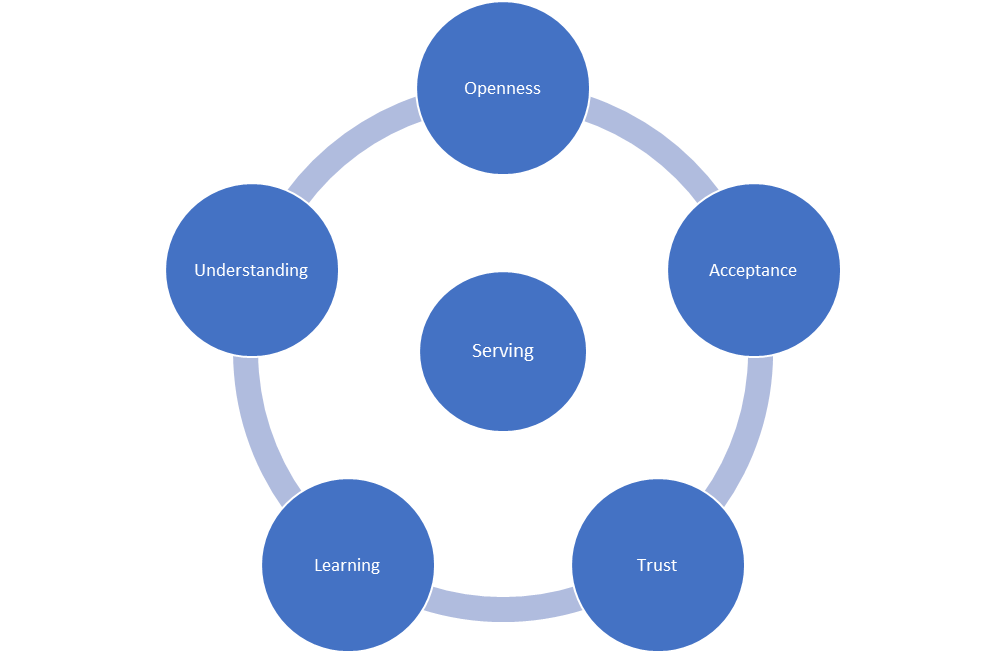 Openness
Understanding
Acceptance
Serving
Learning
Trust